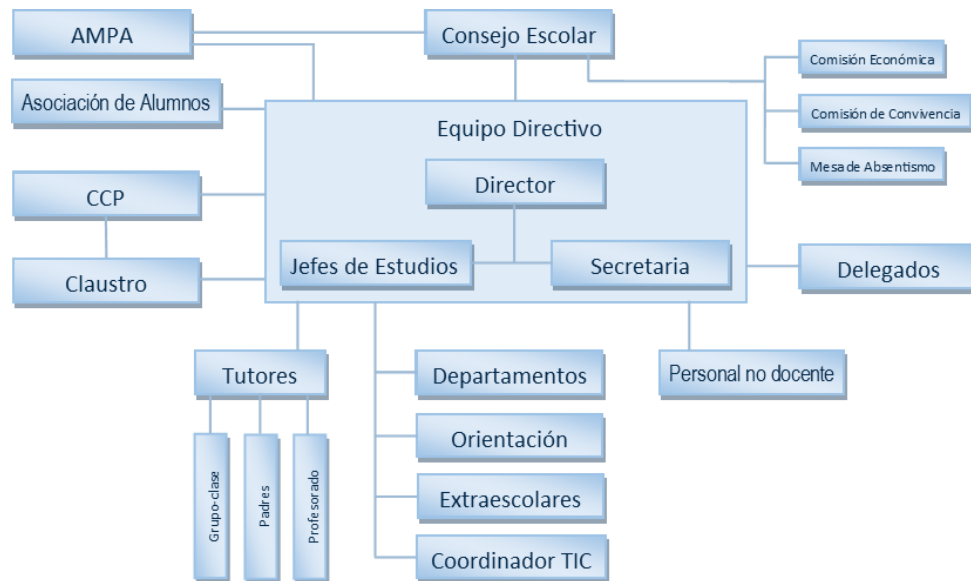 AMPA
Consejo Escolar
Comisión Económica
Asociación de Alumnos
Comisión de Convivencia
Equipo Directivo
Mesa de Absentismo
CCP
Director
Jefes de Estudios
Secretaria
Claustro
Delegados
Tutores
Departamentos
Personal no docente
Grupo-clase
Padres
Profesorado
Orientación
Extraescolares
Coordinador TIC